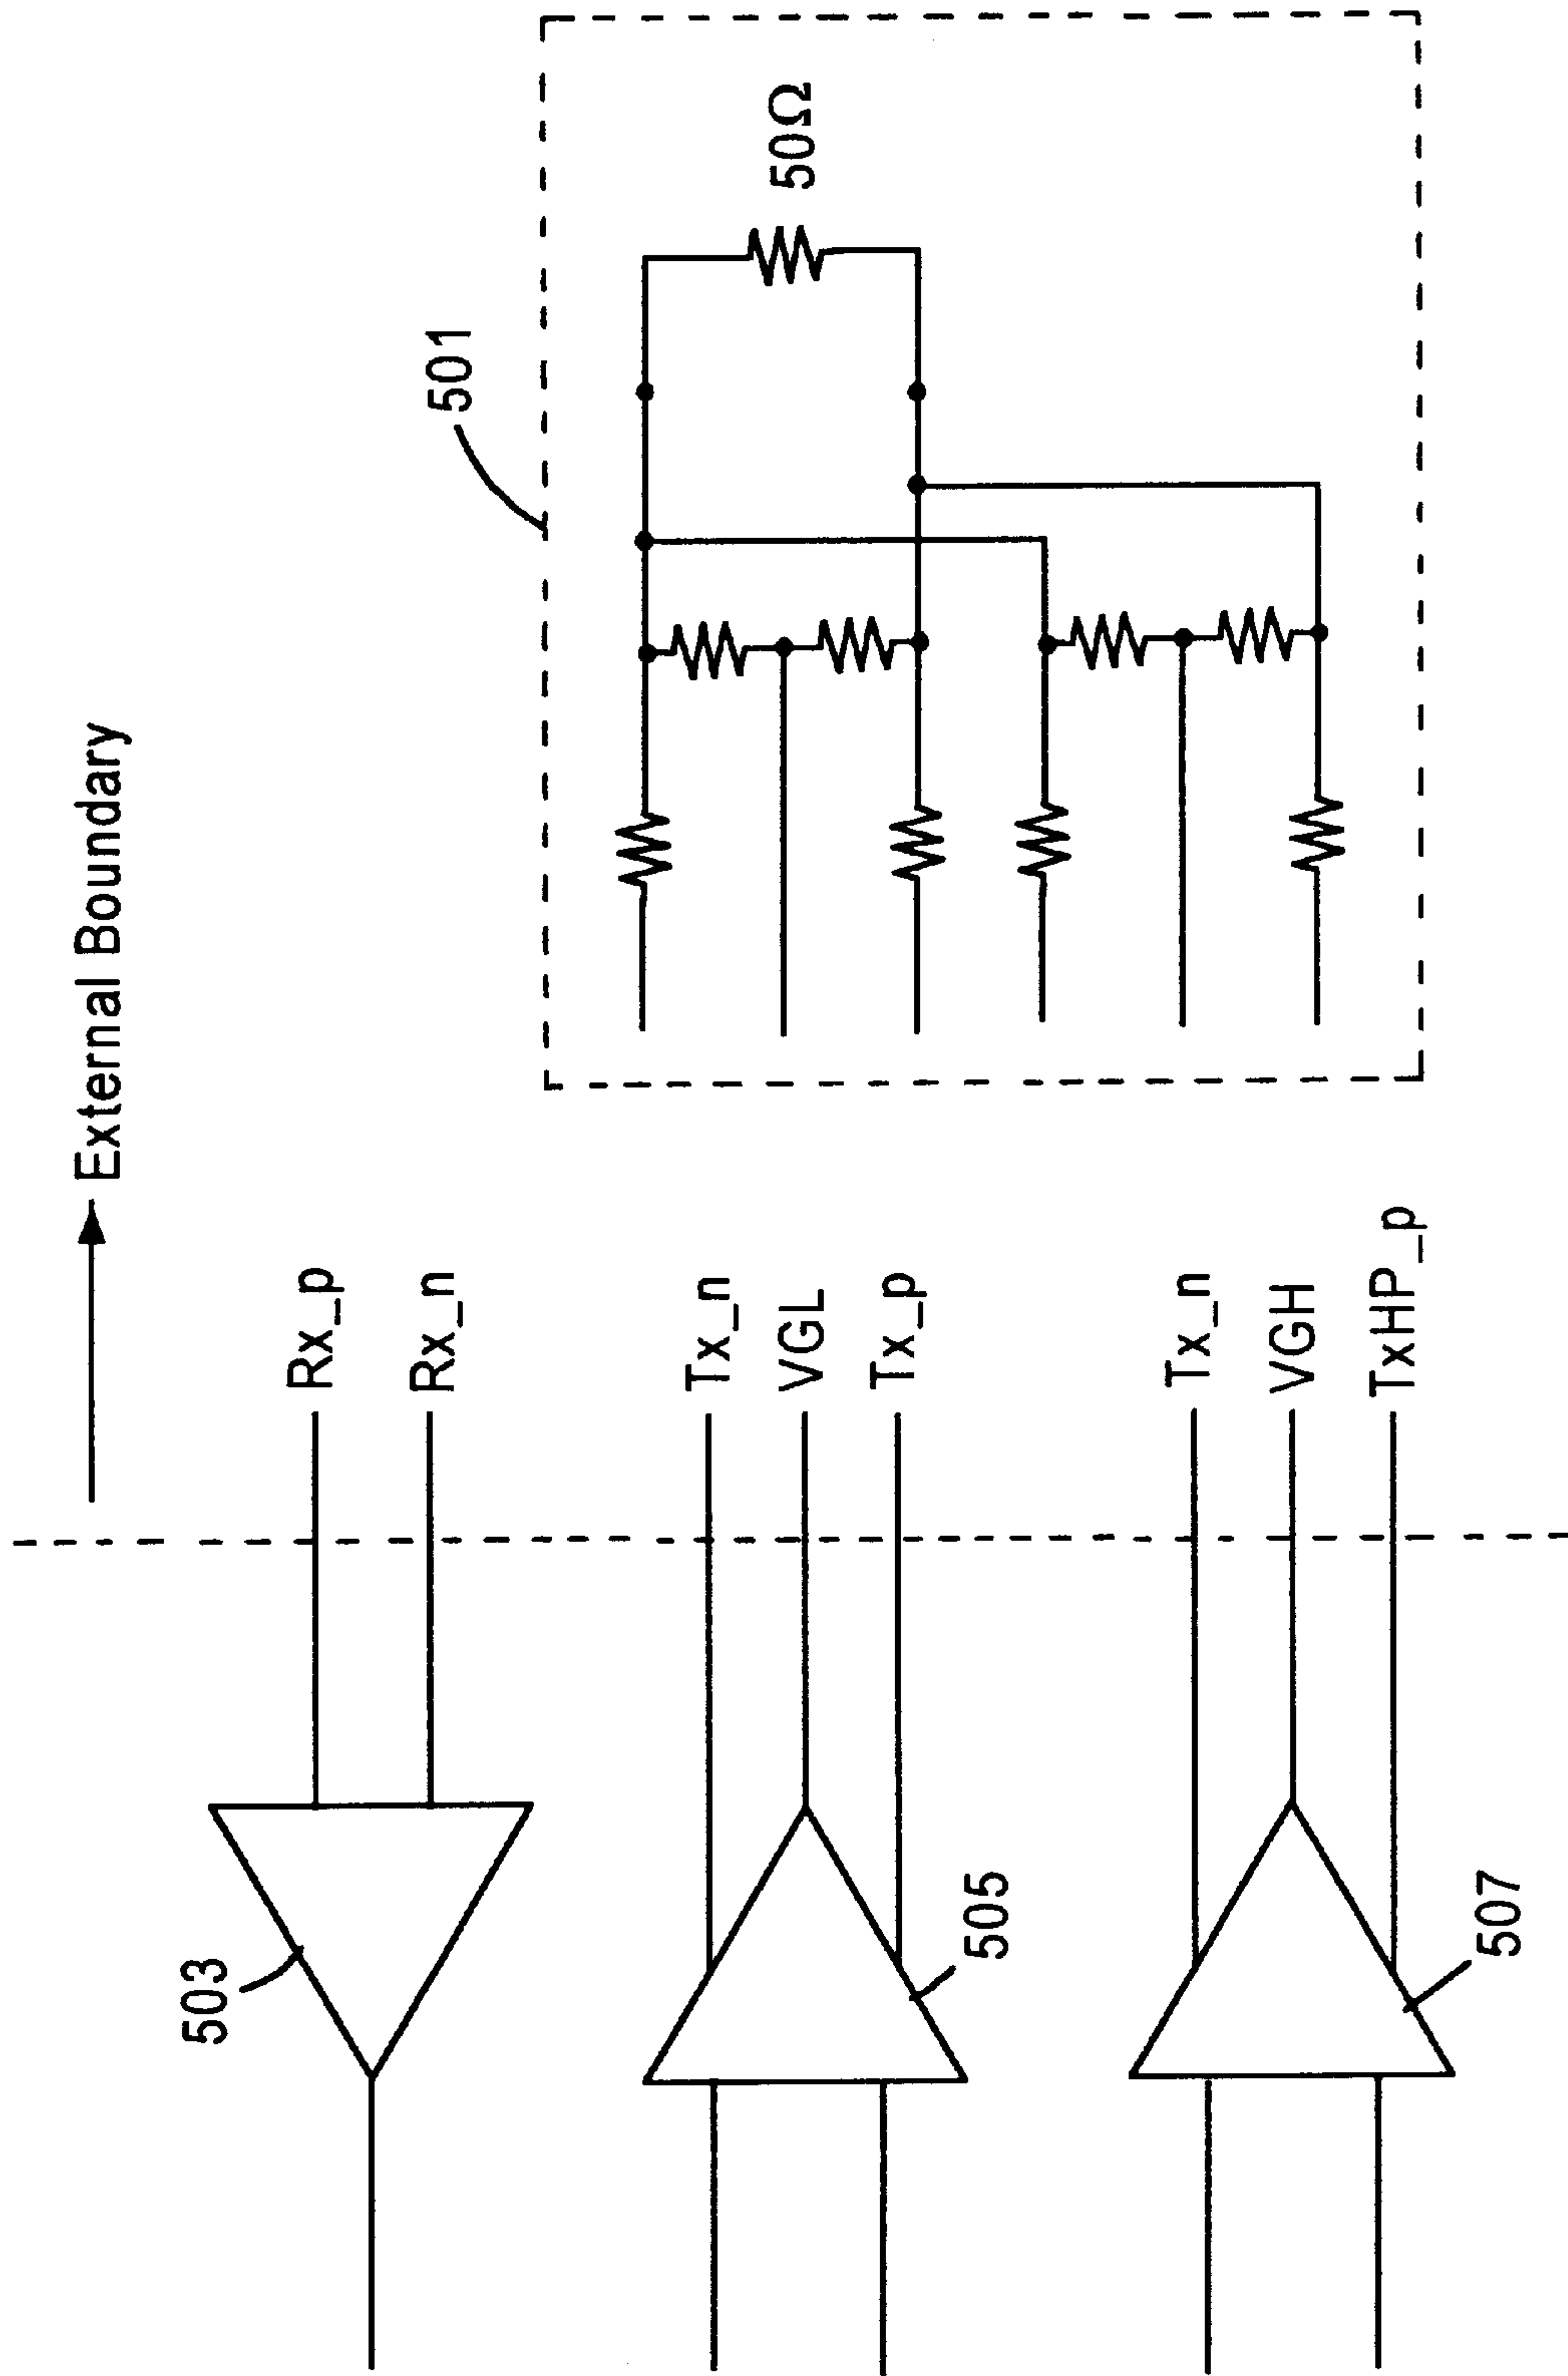 External Boundary
501
50Ω
503
Rx_p
Rx_n
Tx_n
VGL
Tx_p
505
Tx_n
VGH
TxHP_p
507